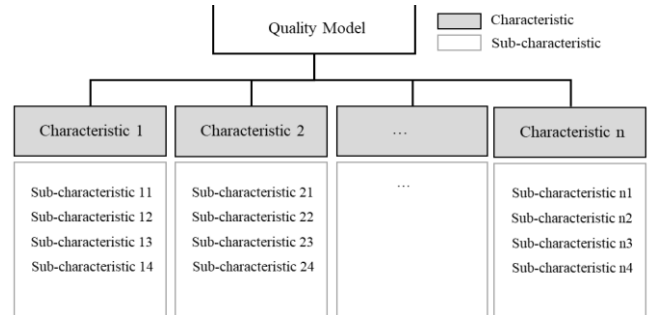 Quality Model
Characteristic
Sub-characteristic
Characteristic 1
Characteristic 2
...
Characteristic n
Sub-characteristic 11
Sub-characteristic 12
Sub-characteristic 13
Sub-characteristic 14
Sub-characteristic 21
Sub-characteristic 22
Sub-characteristic 23
Sub-characteristic 24
...
Sub-characteristic n1
Sub-characteristic n2
Sub-characteristic n3
Sub-characteristic n4